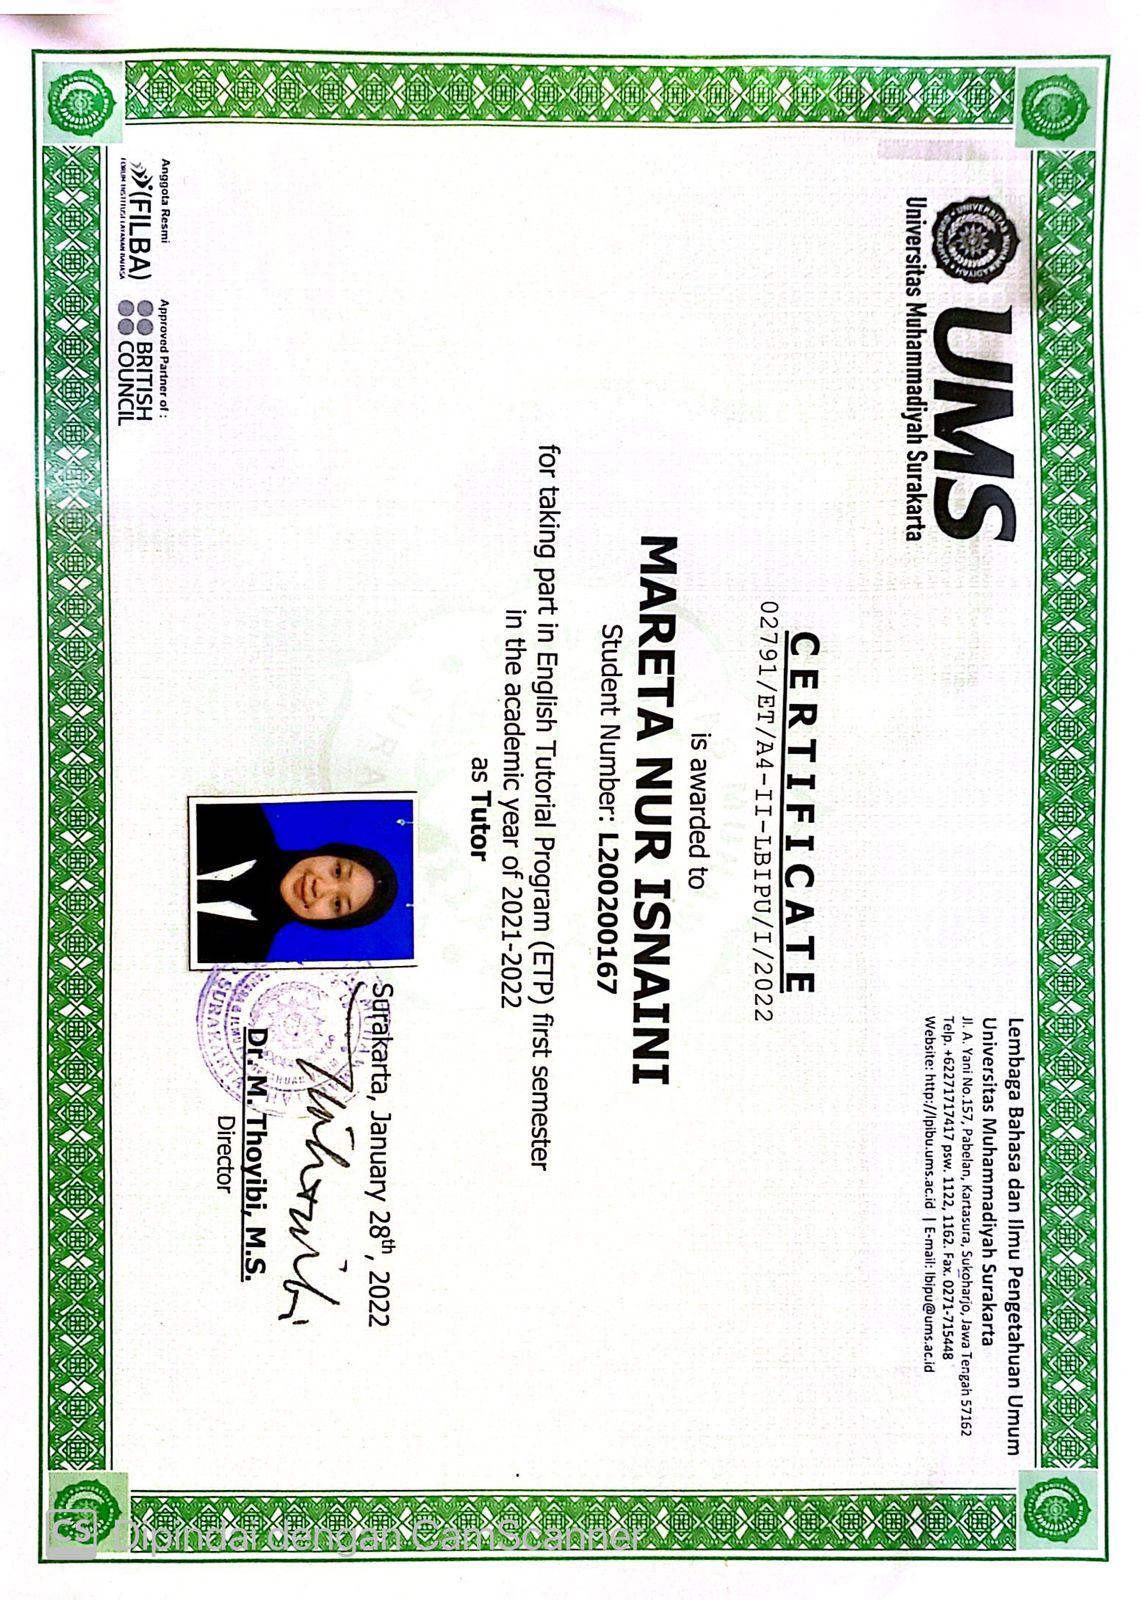 UMS
Universitas Muhammadiyah Surakarta
Lembaga Bahasa dan Ilmu Pengetahuan Umum
Universitas Muhammadiyah Surakarta
Jl. A. Yani No.157, Pabelan, Kartasura, Sukoharjo, Jawa Tengah 57162
Telp. +62271717417 psw. 1122, 1162. Fax. 0271-715448
Website: http://lpibu.ums.ac.id | E-mail: lbipu@ums.ac.id
CERTIFICATE
02791/ET/A4-II-LBIPU/I/2022
is awarded to
MARETA NUR ISNAINI
Student Number: L200200167
for taking part in English Tutorial Program (ETP) first semester
in the academic year of 2021-2022
as Tutor
Surakarta, January 28th, 2022
Dr. M. Thoyibi, M.S.
Director
Anggota Resmi
(FILBA)
FORUM INSTITUSI LAYANAN BAHASA
Approved Partner of :
BRITISH
COUNCIL
Dipindai dengan CamScanner
CS